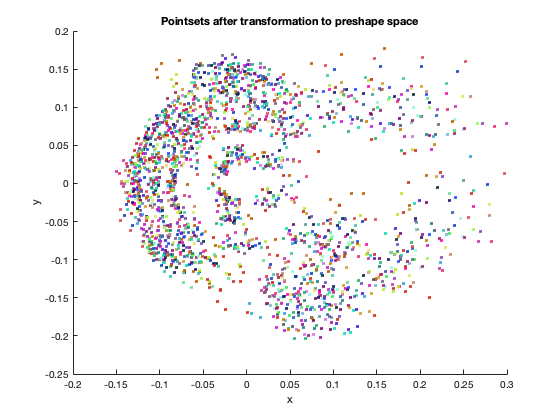 Pointsets after transformation to preshape space
0.2
0.15
0.1
0.05
0
-0.05
-0.1
-0.15
-0.2
-0.25
y
-0.2 -0.15 -0.1 -0.05 0 0.05 0.1 0.15 0.2 0.25 0.3
x